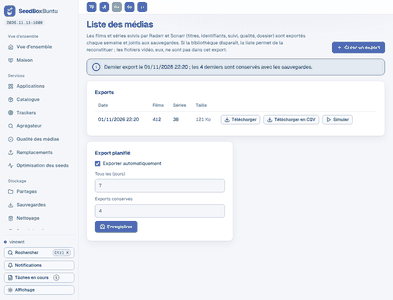 SeedBoxBuntu
2026.11.11-1600
Vue d'ensemble
Vue d'ensemble
Maison
Services
Applications
Catalogue
Trackers
Agrégateur
Qualité des médias
Remplacements
Optimisation des seeds
Stockage
Partages
Sauvegardes
Nettoyage
vincent
Rechercher
Ctrl K
Notifications
Tâches en cours
Affichage
Liste des médias
Les films et séries suivis par Radarr et Sonarr (titres, identifiants, suivi, qualité, dossier) sont exportés
chaque semaine et joints aux sauvegardes. Si la bibliothèque disparaît, la liste permet de la
reconstituer : les fichiers vidéo, eux, ne sont pas dans cet export.
Dernier export le 01/11/2026 22:20 ; les 4 derniers sont conservés avec les sauvegardes.
Exports
Date
Films
Séries
Taille
01/11/2026 22:20
412
38
121 Ko
Télécharger
Télécharger en CSV
Simuler
Export planifié
Exporter automatiquement
Tous les (jours)
7
Exports conservés
4
Enregistrer